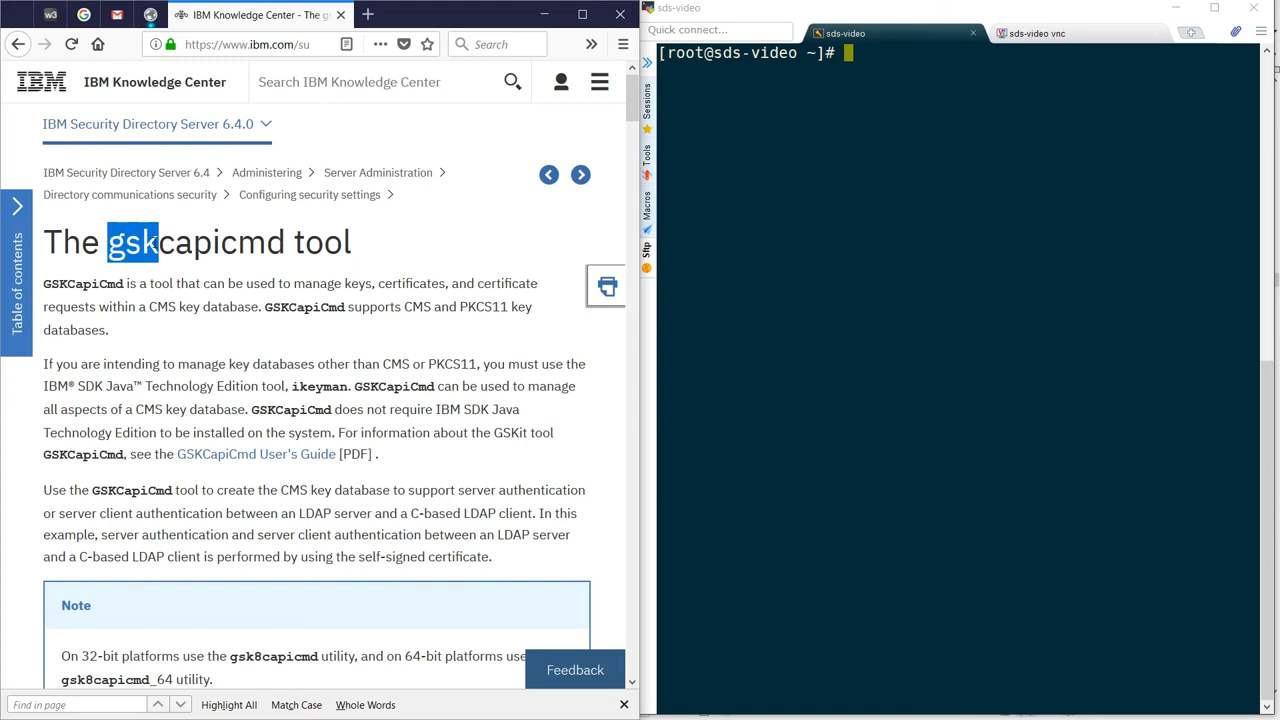 IBM Knowledge Center - The g
https://www.ibm.com/su
Search
IBM
IBM Knowledge Center
Search IBM Knowledge Center
IBM Security Directory Server 6.4.0
IBM Security Directory Server 6.4 > Administering > Server Administration >
Directory communications security > Configuring security settings >
Table of contents
The gskcapicmd tool
GSKCapiCmd is a tool that can be used to manage keys, certificates, and certificate
requests within a CMS key database. GSKCapiCmd supports CMS and PKCS11 key
databases.
If you are intending to manage key databases other than CMS or PKCS11, you must use the
IBM® SDK Java™ Technology Edition tool, ikeyman. GSKCapiCmd can be used to manage
all aspects of a CMS key database. GSKCapiCmd does not require IBM SDK Java
Technology Edition to be installed on the system. For information about the GSKit tool
GSKCapiCmd, see the GSKCapiCmd User's Guide [PDF] .
Use the GSKCapiCmd tool to create the CMS key database to support server authentication
or server client authentication between an LDAP server and a C-based LDAP client. In this
example, server authentication and server client authentication between an LDAP server
and a C-based LDAP client is performed by using the self-signed certificate.
Note
On 32-bit platforms use the gsk8capicmd utility, and on 64-bit platforms use
gsk8capicmd_64 utility.
Feedback
Find in page
Highlight All
Match Case
Whole Words
sds-video
Quick connect...
sds-video
sds-video vnc
Sessions
Tools
Macros
Sftp
[root@sds-video ~]#